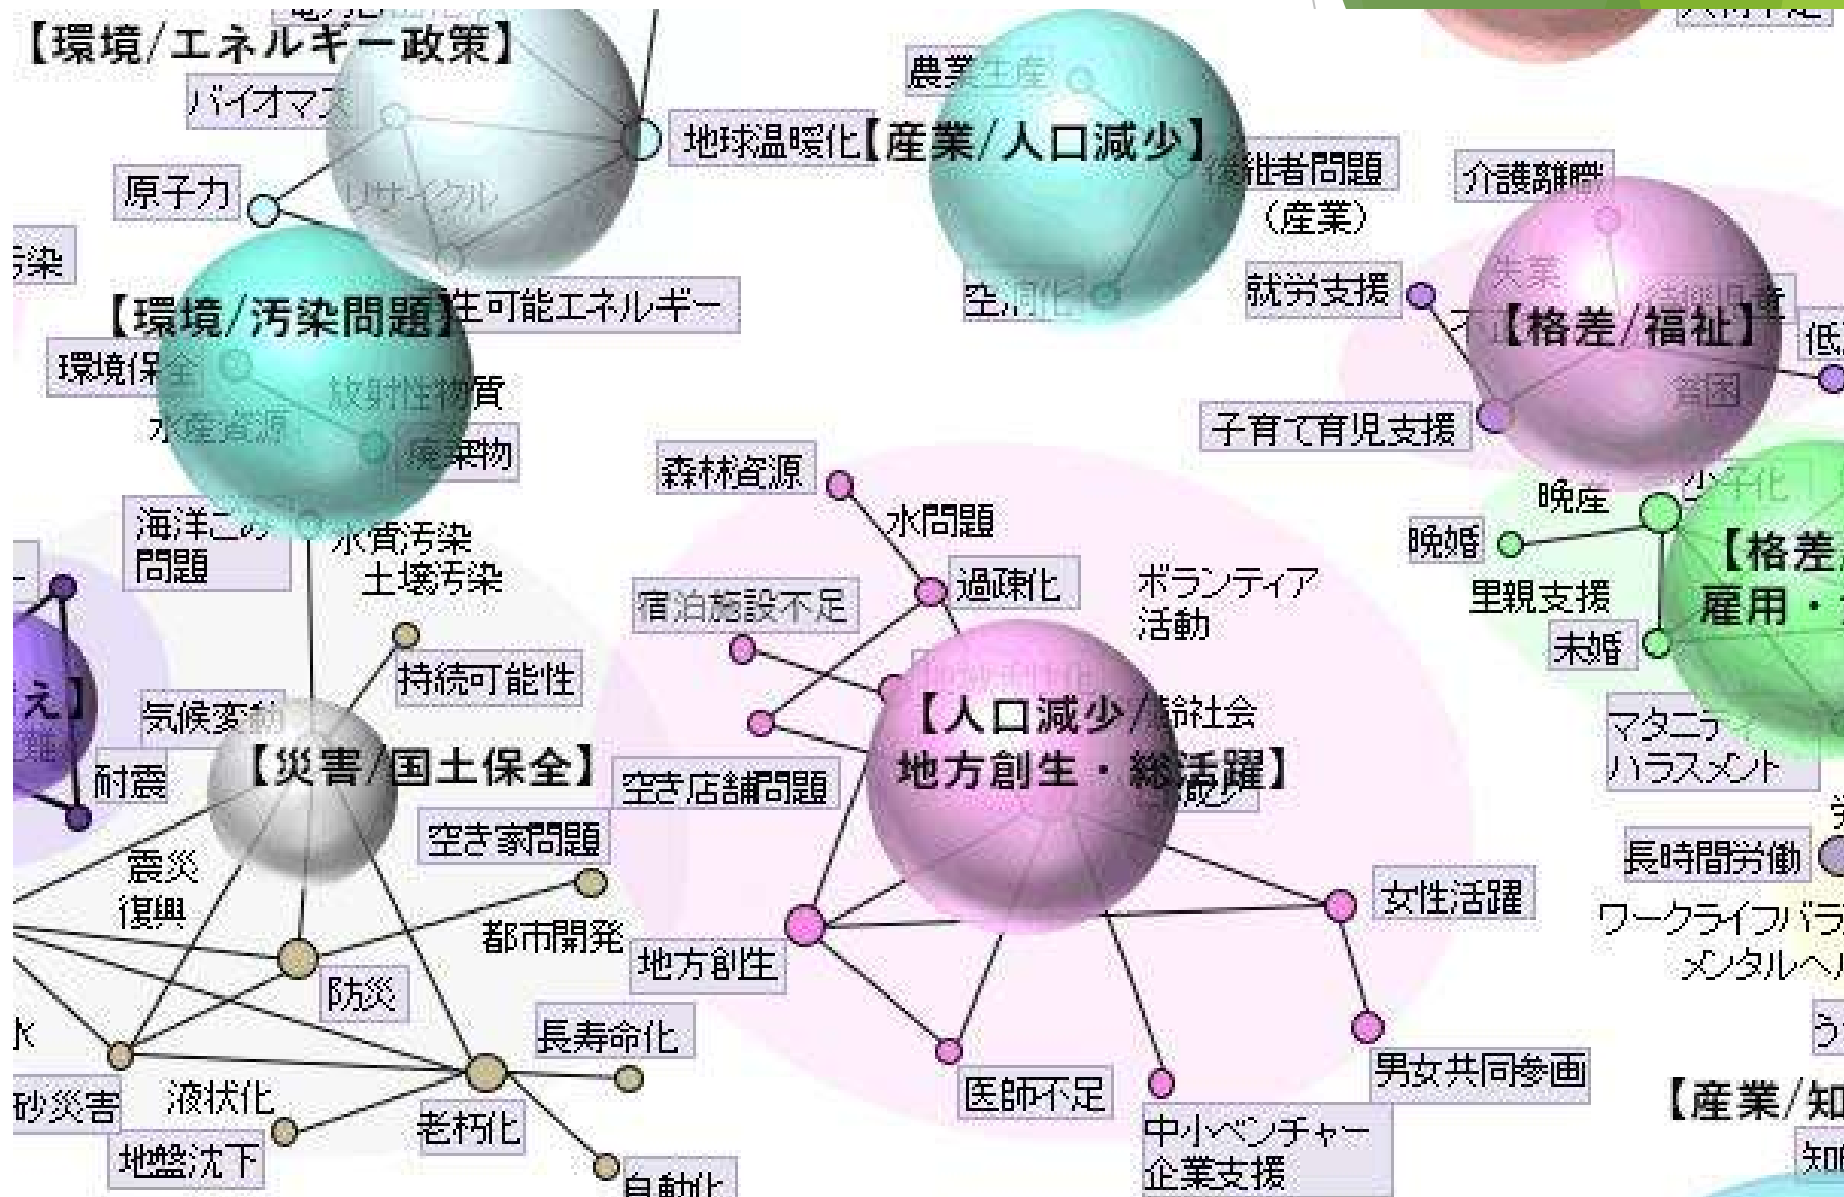 【環境/エネルギー政策】
バイオマス
地球温暖化
【産業/人口減少】
農業生産
後継者問題
（産業）
介護離職
原子力
リサイクル
汚染
就労支援
失業
【格差/福祉】
貧困
【環境/汚染問題】
生可能エネルギー
空洞化
環境保全
放射性物質
水産資源
廃棄物
子育て育児支援
森林資源
水問題
晩産
晩婚
海洋ごみ
問題
水質汚染
土壌汚染
過疎化
ボランティア
活動
宿泊施設不足
里親支援
未婚
【格差
雇用・
持続可能性
気候変動
え】
耐震
【災害/国土保全】
【人口減少/
地方創生・総活躍】
齢社会
減少
空き店舗問題
マタニティ
ハラスメント
空き家問題
震災
復興
長時間労働
都市開発
地方創生
女性活躍
ワークライフバラ
メンタルヘル
防災
長寿命化
水
砂災害
液状化
地盤沈下
老朽化
自動化
医師不足
男女共同参画
中小ベンチャー
企業支援
【産業/知
知的